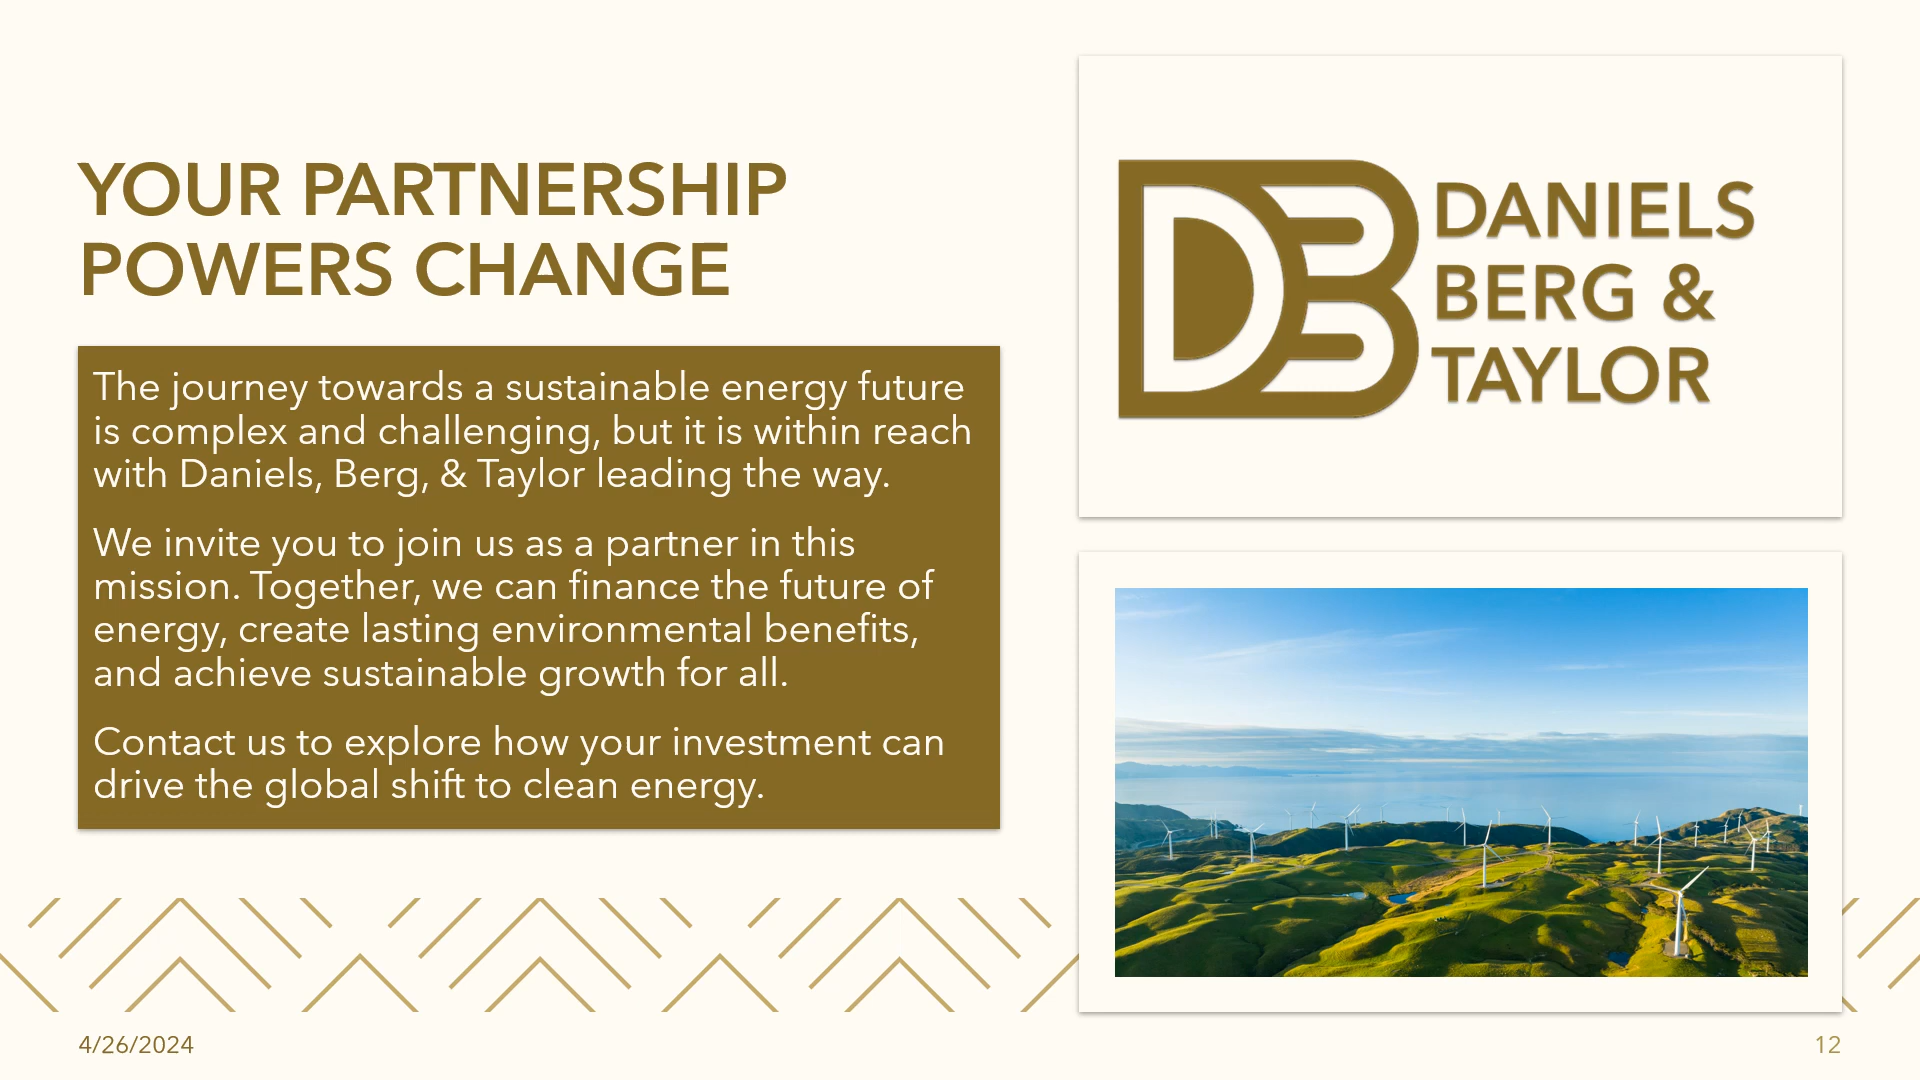 YOUR PARTNERSHIP
POWERS CHANGE
The journey towards a sustainable energy future
is complex and challenging, but it is within reach
with Daniels, Berg, & Taylor leading the way.
We invite you to join us as a partner in this
mission. Together, we can finance the future of
energy, create lasting environmental benefits,
and achieve sustainable growth for all.
Contact us to explore how your investment can
drive the global shift to clean energy.
DB
DANIELS
BERG &
TAYLOR
4/26/2024
12